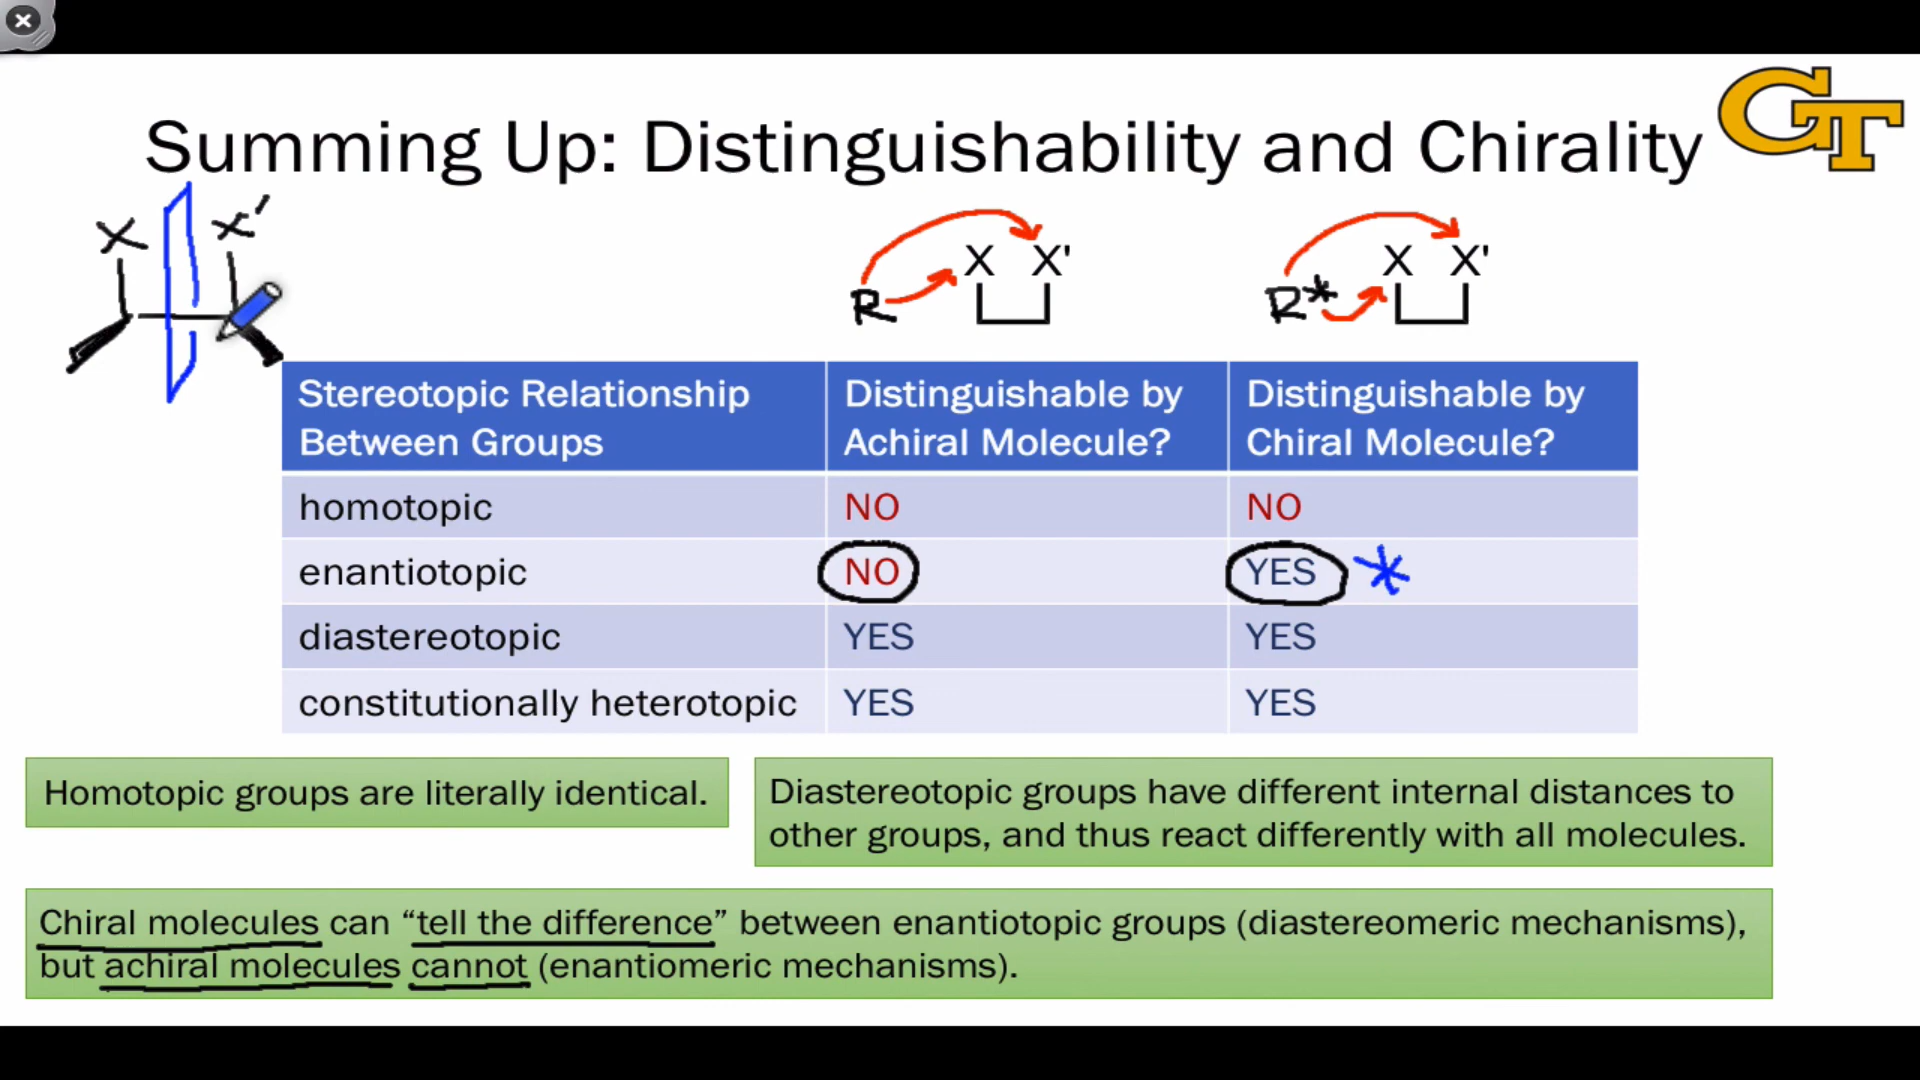 Summing Up: Distinguishability and Chirality
GT
X X'
R X X'
R* X X'
Stereotopic Relationship Between Groups
Distinguishable by Achiral Molecule?
Distinguishable by Chiral Molecule?
homotopic NO NO
enantiotopic NO YES *
diastereotopic YES YES
constitutionally heterotopic YES YES
Homotopic groups are literally identical.
Diastereotopic groups have different internal distances to
other groups, and thus react differently with all molecules.
Chiral molecules can “tell the difference” between enantiotopic groups (diastereomeric mechanisms),
but achiral molecules cannot (enantiomeric mechanisms).